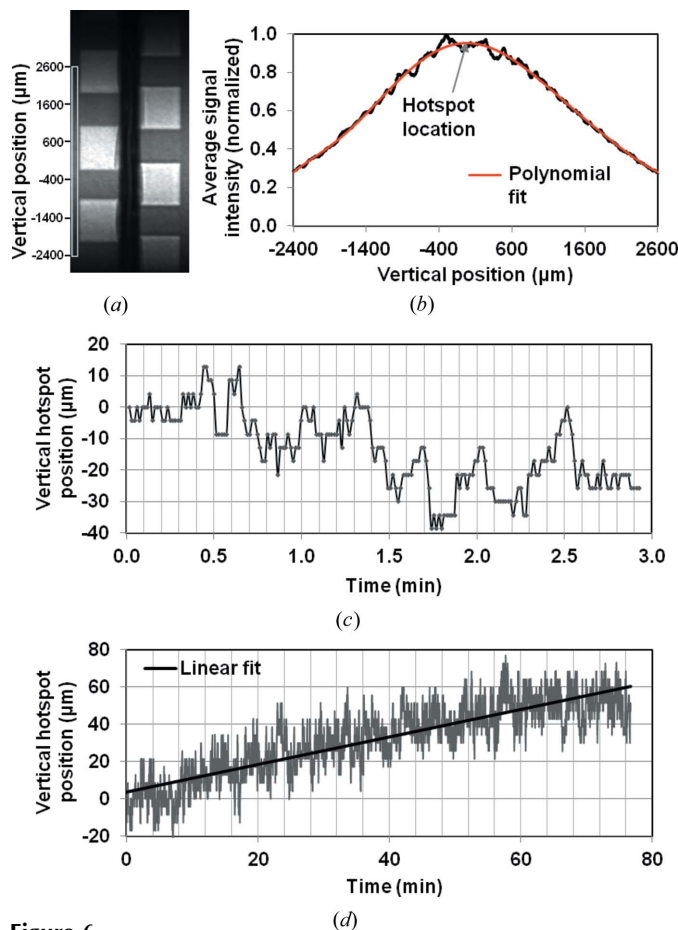 Vertical position (µm)
2600
1600
600
-400
-1400
-2400
(a)
(b)
Average signal
intensity (normalized)
1.0
0.8
0.6
0.4
0.2
0.0
Hotspot
location
Polynomial
fit
-2400 -1400 -400 600 1600 2600
Vertical position (µm)
(b)
Vertical hotspot
position (µm)
20
10
0
-10
-20
-30
-40
0.0 0.5 1.0 1.5 2.0 2.5 3.0
Time (min)
(c)
Vertical hotspot
position (µm)
80
60
40
20
0
-20
Linear fit
0 20 40 60 80
Time (min)
(d)